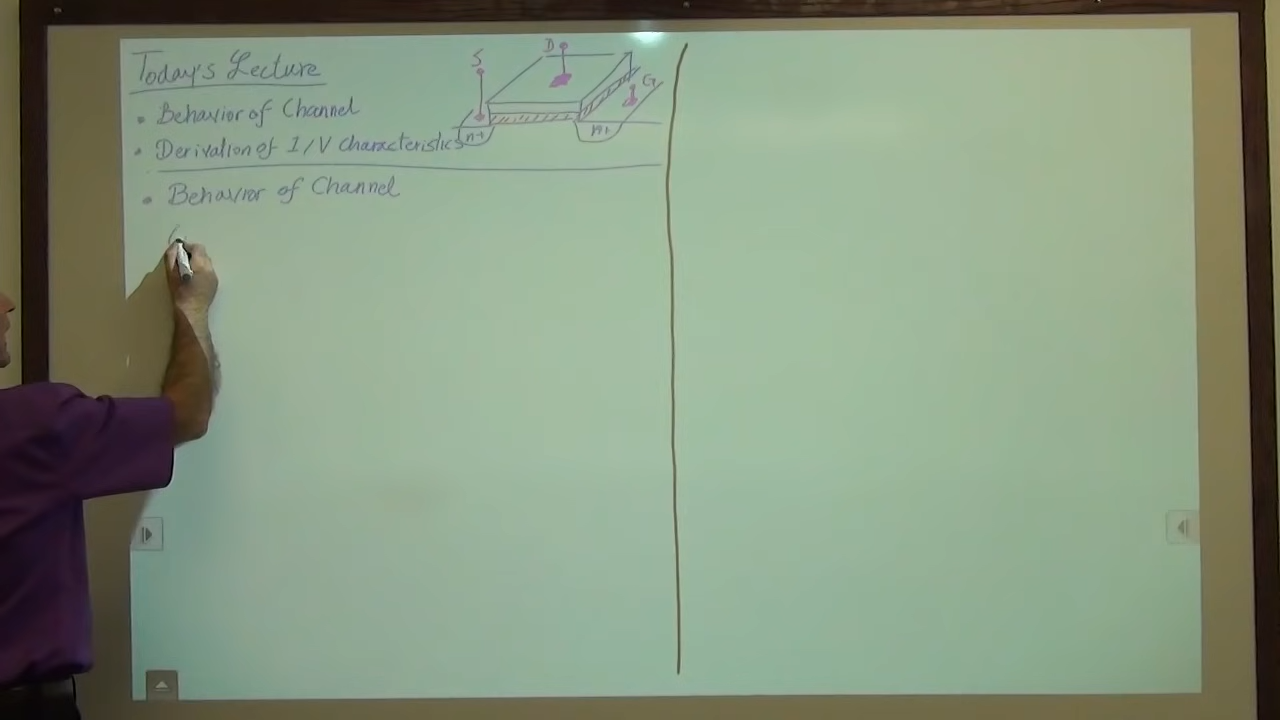 Today's Lecture
• Behavior of Channel
• Derivation of I/V Characteristics
S
D
G
n+
n+
• Behavior of Channel